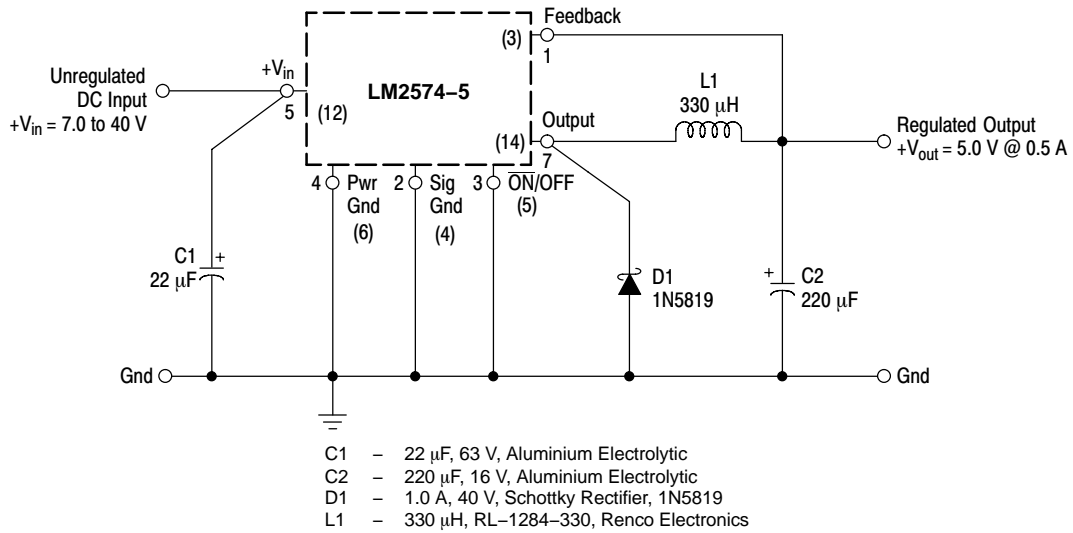 Feedback
(3)
1
Unregulated
DC Input
+Vin = 7.0 to 40 V
+Vin
5
(12)
LM2574–5
L1
330 μH
Output
(14)
7
Regulated Output
+Vout = 5.0 V @ 0.5 A
4
Pwr
Gnd
(6)
2
Sig
Gnd
(4)
3
ON/OFF
(5)
C1
22 μF
+
D1
1N5819
+
C2
220 μF
Gnd
Gnd
C1 – 22 μF, 63 V, Aluminium Electrolytic
C2 – 220 μF, 16 V, Aluminium Electrolytic
D1 – 1.0 A, 40 V, Schottky Rectifier, 1N5819
L1 – 330 μH, RL–1284–330, Renco Electronics